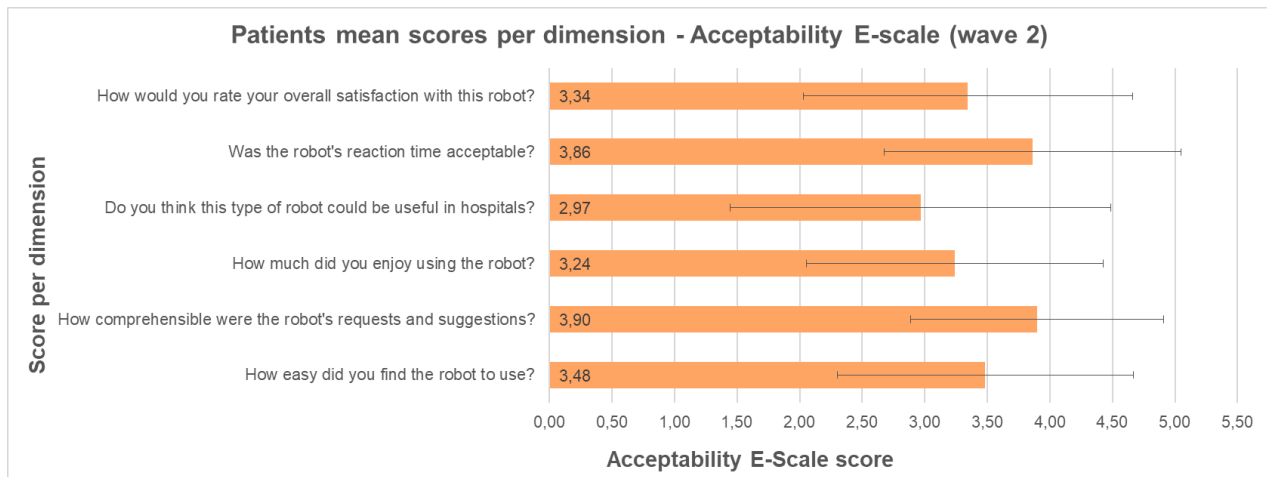 Patients mean scores per dimension - Acceptability E-scale (wave 2)
Score per dimension
How would you rate your overall satisfaction with this robot?
3,34
Was the robot's reaction time acceptable?
3,86
Do you think this type of robot could be useful in hospitals?
2,97
How much did you enjoy using the robot?
3,24
How comprehensible were the robot's requests and suggestions?
3,90
How easy did you find the robot to use?
3,48
0,00 0,50 1,00 1,50 2,00 2,50 3,00 3,50 4,00 4,50 5,00 5,50
Acceptability E-Scale score